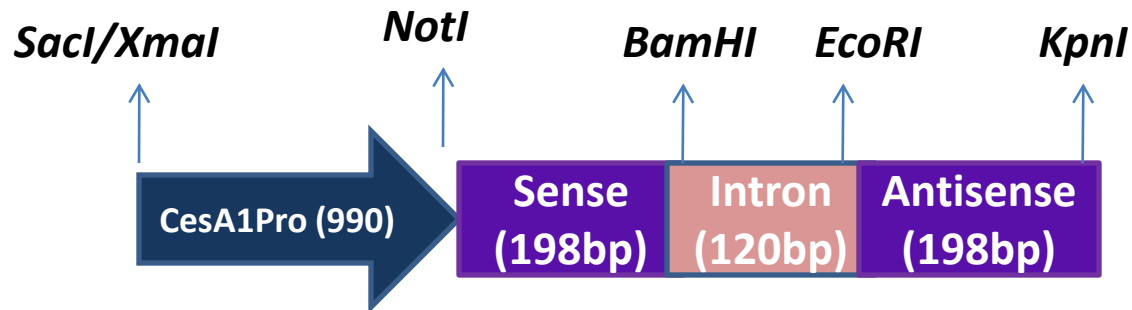 SacI/XmaI NotI BamHI EcoRI KpnI
CesA1Pro (990)
Sense Intron Antisense
(198bp) (120bp) (198bp)